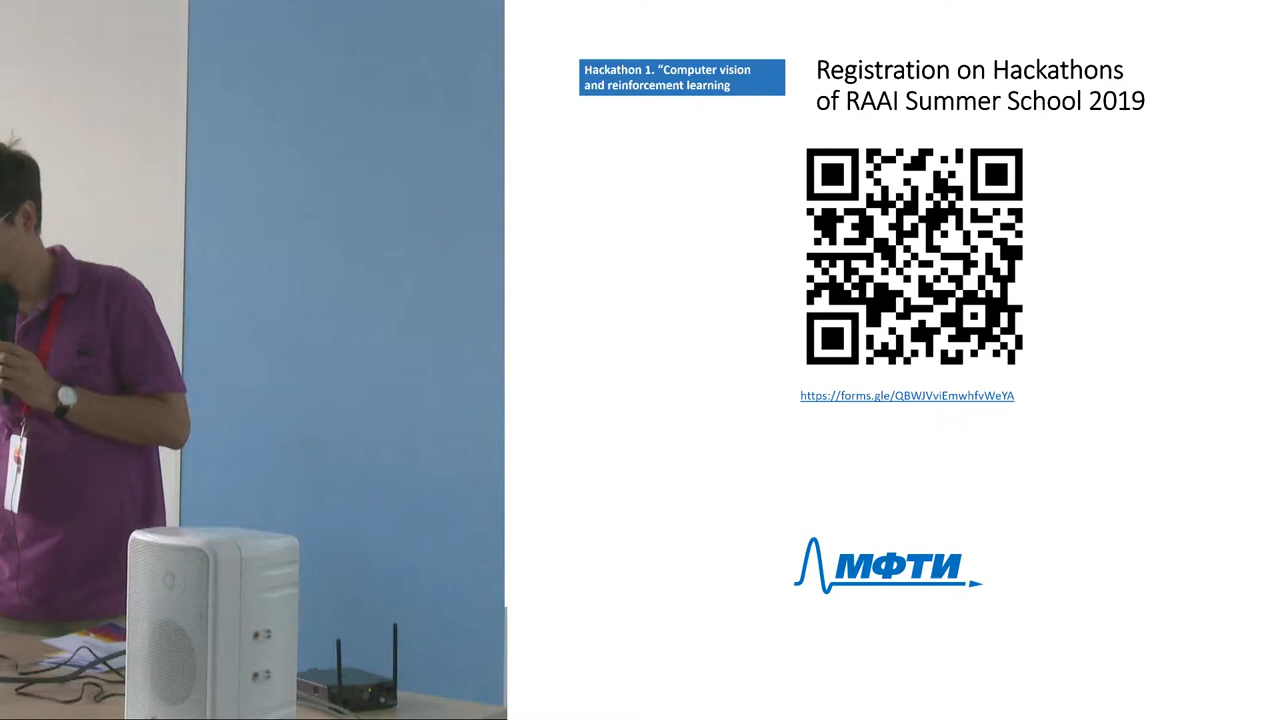 Hackathon 1. “Computer vision
and reinforcement learning
Registration on Hackathons
of RAAI Summer School 2019
https://forms.gle/QBWJVviEmwhfvWeYA
МФТИ